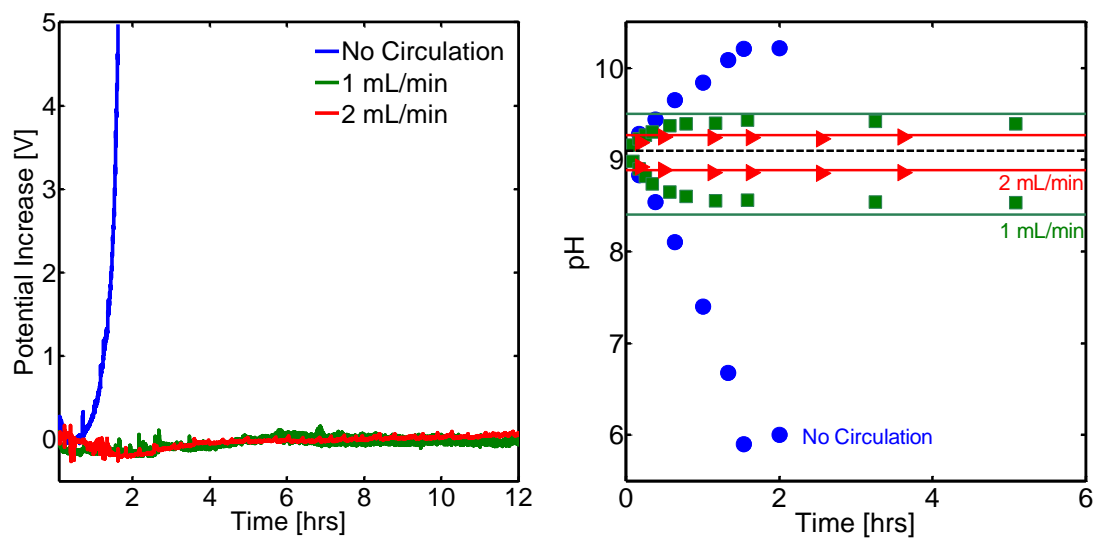 5
4
3
2
1
0
Potential Increase [V]
No Circulation
1 mL/min
2 mL/min
2
4
6
8
10
12
Time [hrs]
10
9
8
7
6
pH
2 mL/min
1 mL/min
No Circulation
0
2
4
6
Time [hrs]